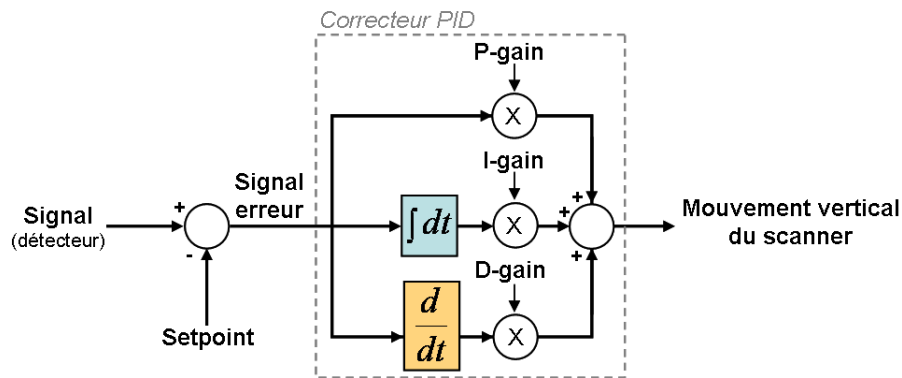 Correcteur PID
P-gain
X
I-gain
Signal
erreur
Signal
(détecteur)
+
-
∫ dt
X
+
+
+
Mouvement vertical
du scanner
D-gain
Setpoint
d
dt
X